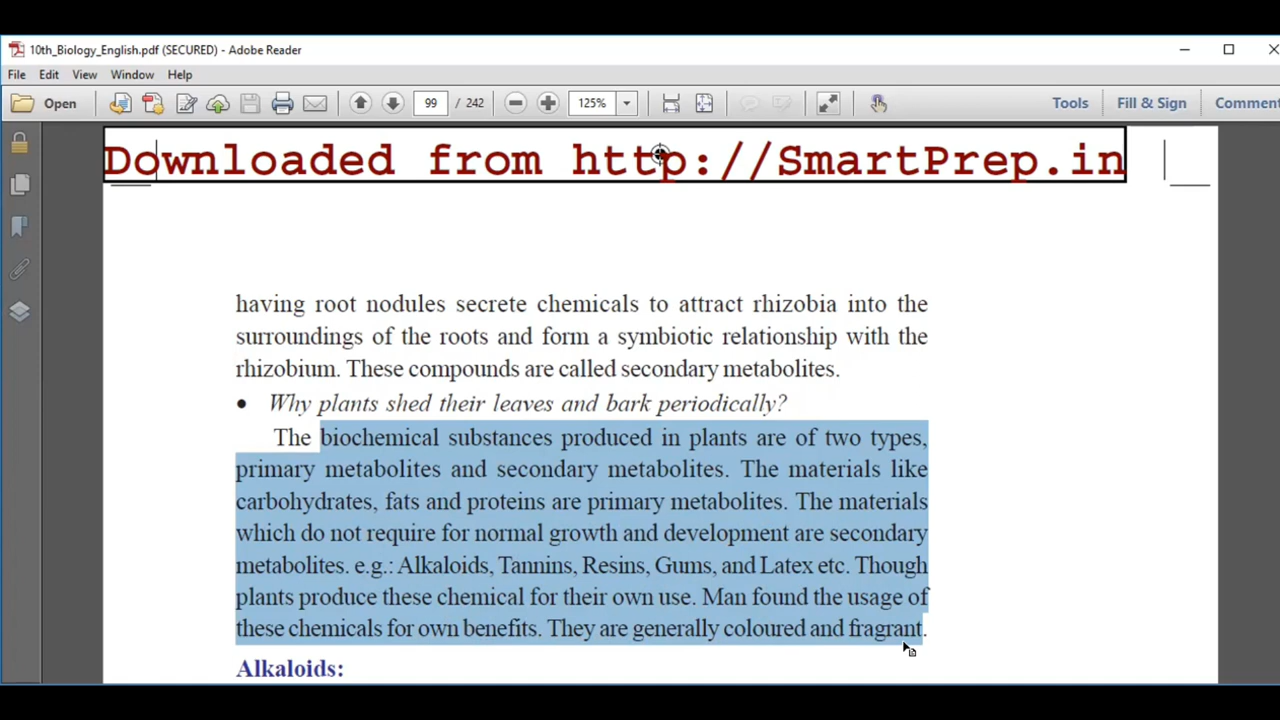 10th_Biology_English.pdf (SECURED) - Adobe Reader
File Edit View Window Help
Open 99 / 242 125% Tools Fill & Sign Comment
Downloaded from http://SmartPrep.in
having root nodules secrete chemicals to attract rhizobia into the
surroundings of the roots and form a symbiotic relationship with the
rhizobium. These compounds are called secondary metabolites.
• Why plants shed their leaves and bark periodically?
The biochemical substances produced in plants are of two types,
primary metabolites and secondary metabolites. The materials like
carbohydrates, fats and proteins are primary metabolites. The materials
which do not require for normal growth and development are secondary
metabolites. e.g.: Alkaloids, Tannins, Resins, Gums, and Latex etc. Though
plants produce these chemical for their own use. Man found the usage of
these chemicals for own benefits. They are generally coloured and fragrant.
Alkaloids: